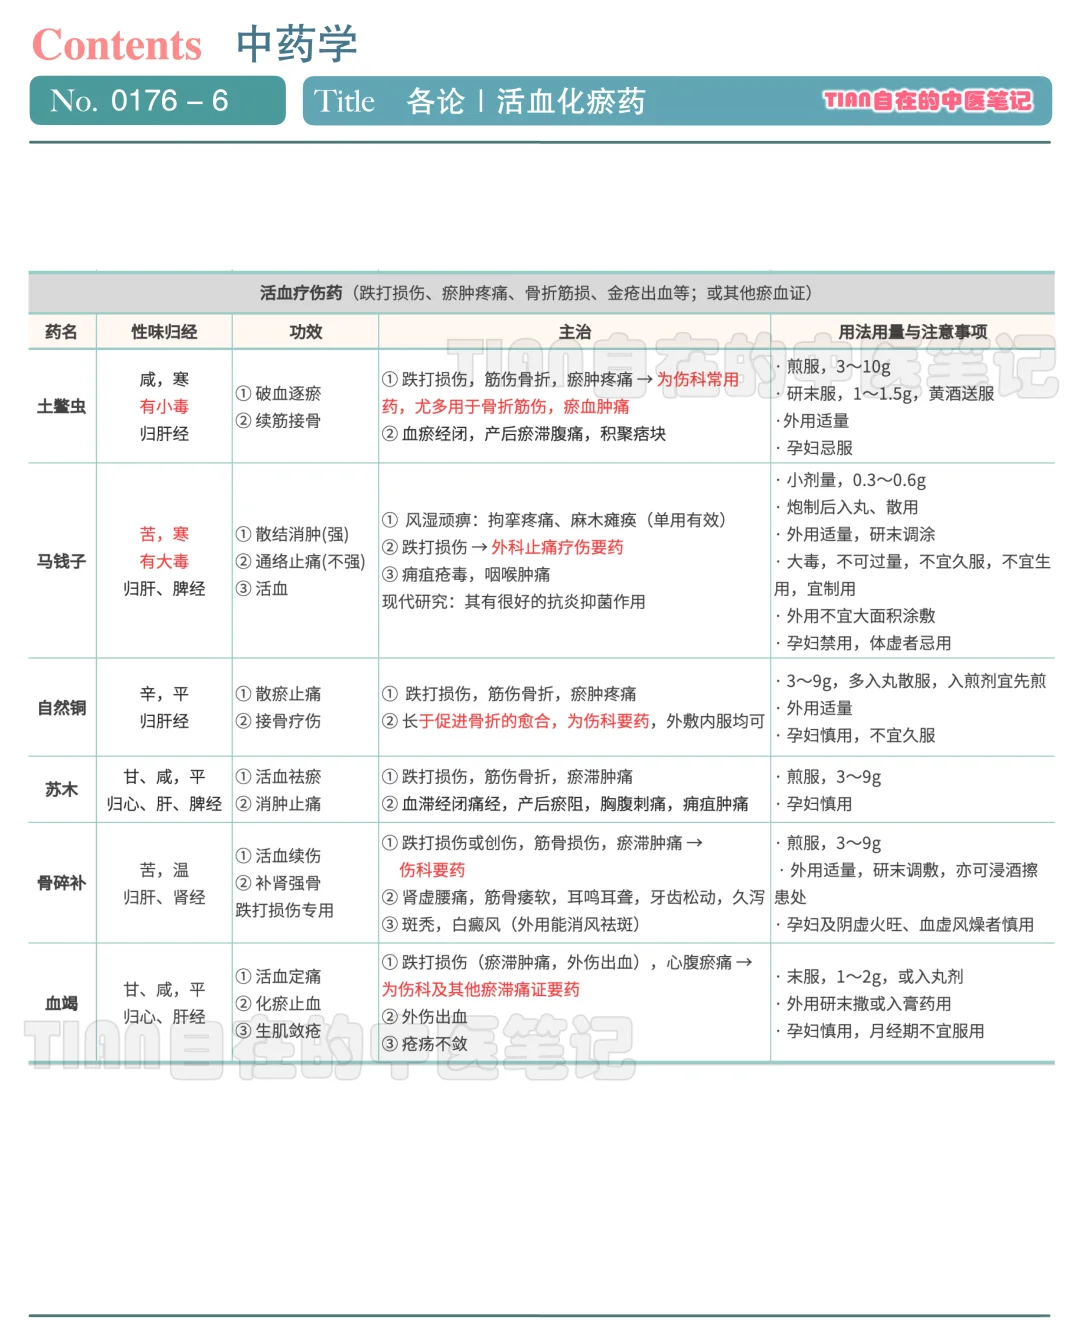 Contents 中药学
No. 0176 – 6
Title 各论 | 活血化瘀药
TIAN自在的中医笔记
活血疗伤药（跌打损伤、瘀肿疼痛、骨折筋损、金疮出血等；或其他瘀血证）
药名 性味归经 功效 主治 用法用量与注意事项
土鳖虫
咸，寒
有小毒
归肝经
① 破血逐瘀
② 续筋接骨
① 跌打损伤，筋伤骨折，瘀肿疼痛 → 为伤科常用
药，尤多用于骨折筋伤，瘀血肿痛
② 血瘀经闭，产后瘀滞腹痛，积聚痞块
· 煎服，3～10g
· 研末服，1～1.5g，黄酒送服
·外用适量
· 孕妇忌服
马钱子
苦，寒
有大毒
归肝、脾经
① 散结消肿(强)
② 通络止痛(不强)
③ 活血
① 风湿顽痹：拘挛疼痛、麻木瘫痪（单用有效）
② 跌打损伤 → 外科止痛疗伤要药
③ 痈疽疮毒，咽喉肿痛
现代研究：其有很好的抗炎抑菌作用
· 小剂量，0.3～0.6g
· 炮制后入丸、散用
· 外用适量，研末调涂
· 大毒，不可过量，不宜久服，不宜生
用，宜制用
· 外用不宜大面积涂敷
· 孕妇禁用，体虚者忌用
自然铜
辛，平
归肝经
① 散瘀止痛
② 接骨疗伤
① 跌打损伤，筋伤骨折，瘀肿疼痛
② 长于促进骨折的愈合，为伤科要药，外敷内服均可
· 3～9g，多入丸散服，入煎剂宜先煎
· 外用适量
· 孕妇慎用，不宜久服
苏木
甘、咸，平
归心、肝、脾经
① 活血祛瘀
② 消肿止痛
① 跌打损伤，筋伤骨折，瘀滞肿痛
② 血滞经闭痛经，产后瘀阻，胸腹刺痛，痈疽肿痛
· 煎服，3～9g
· 孕妇慎用
骨碎补
苦，温
归肝、肾经
① 活血续伤
② 补肾强骨
跌打损伤专用
① 跌打损伤或创伤，筋骨损伤，瘀滞肿痛 →
伤科要药
② 肾虚腰痛，筋骨痿软，耳鸣耳聋，牙齿松动，久泻
③ 斑秃，白癜风（外用能消风祛斑）
· 煎服，3～9g
· 外用适量，研末调敷，亦可浸酒擦
患处
· 孕妇及阴虚火旺、血虚风燥者慎用
血竭
甘、咸，平
归心、肝经
① 活血定痛
② 化瘀止血
③ 生肌敛疮
① 跌打损伤（瘀滞肿痛，外伤出血），心腹瘀痛 →
为伤科及其他瘀滞痛证要药
② 外伤出血
③ 疮疡不敛
· 末服，1～2g，或入丸剂
· 外用研末撒或入膏药用
· 孕妇慎用，月经期不宜服用
TIAN自在的中医笔记
TIAN自在的中医笔记